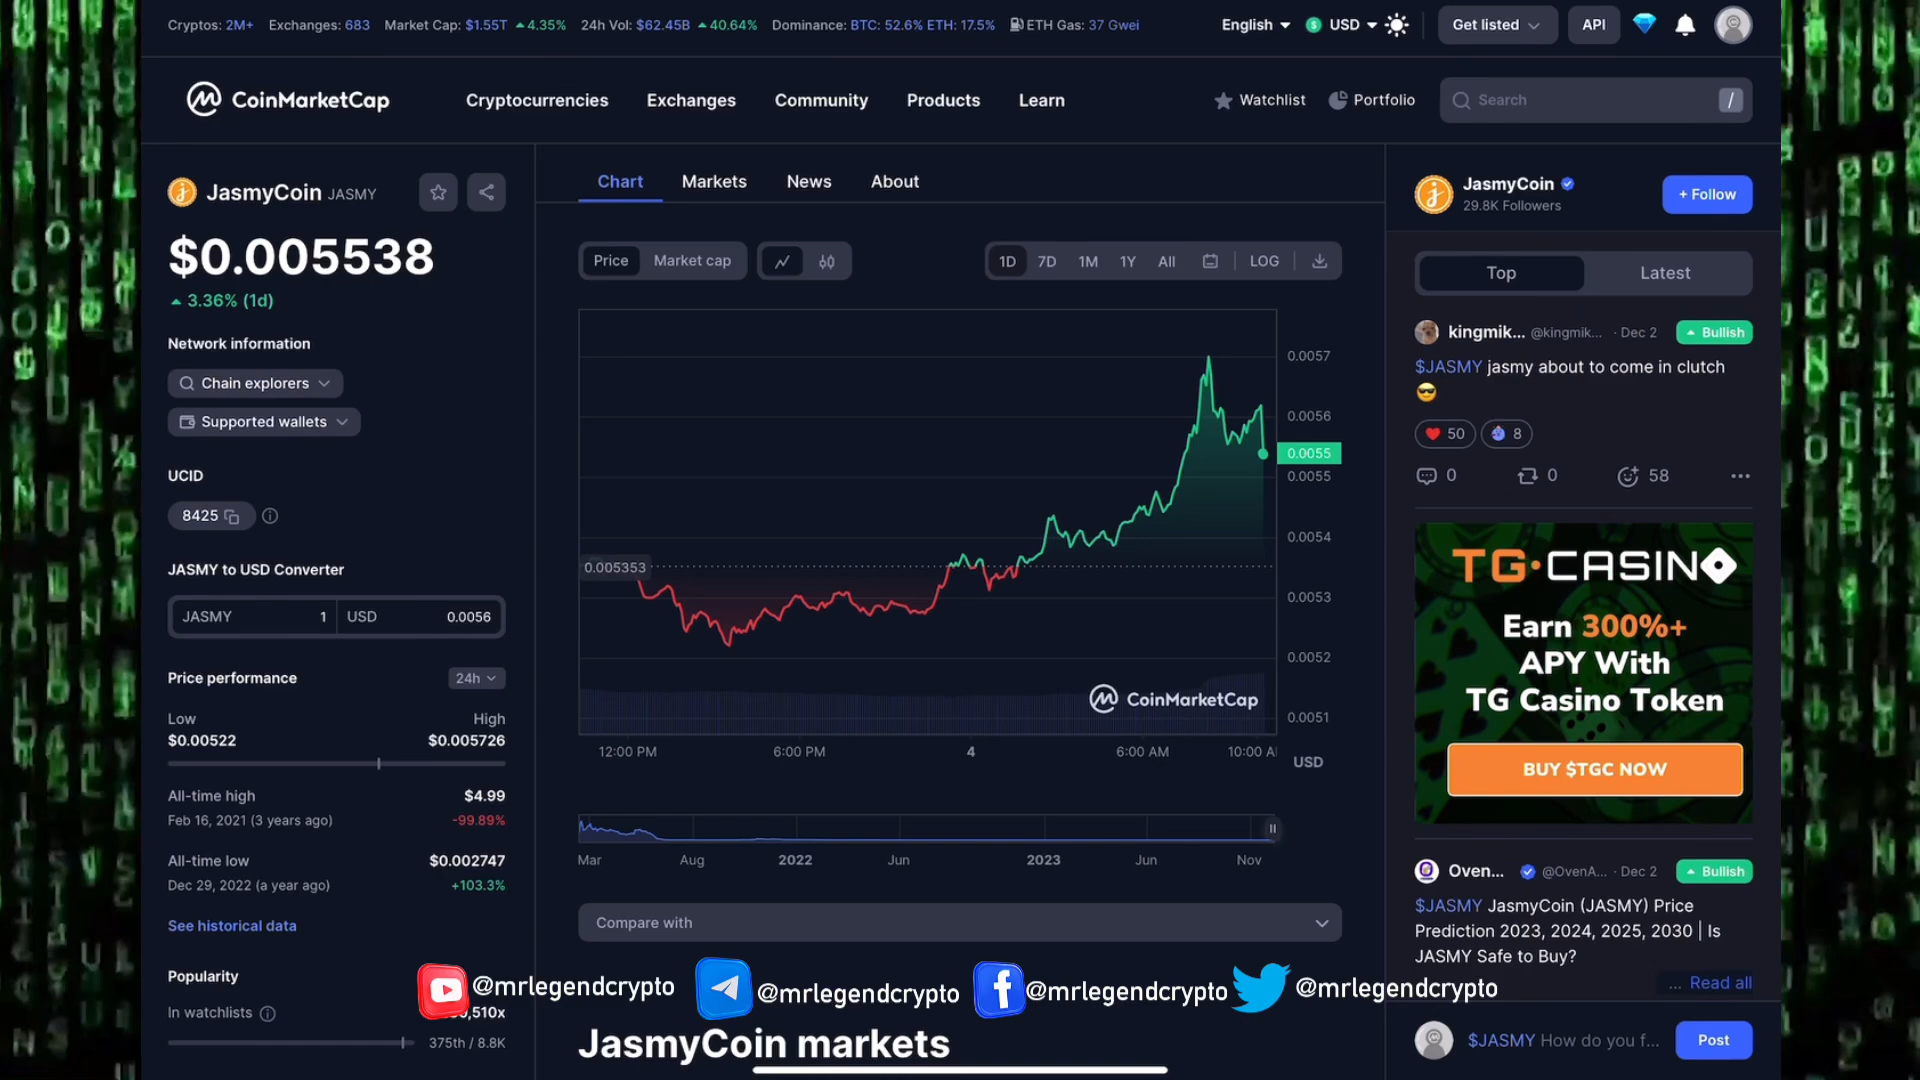 Cryptos: 2M+ Exchanges: 683 Market Cap: $1.55T 4.35% 24h Vol: $62.45B 40.64% Dominance: BTC: 52.6% ETH: 17.5% ETH Gas: 37 Gwei
English USD Get listed API
CoinMarketCap
Cryptocurrencies Exchanges Community Products Learn
Watchlist Portfolio Search /
JasmyCoin JASMY
$0.005538
3.36% (1d)
Network information
Chain explorers
Supported wallets
UCID
8425
JASMY to USD Converter
JASMY 1 USD 0.0056
Price performance 24h
Low High
$0.00522 $0.005726
All-time high $4.99
Feb 16, 2021 (3 years ago) -99.89%
All-time low $0.002747
Dec 29, 2022 (a year ago) +103.3%
See historical data
Popularity
In watchlists ,510x
375th / 8.8K
Chart Markets News About
Price Market cap
1D 7D 1M 1Y All LOG
0.0057
0.0056
0.0055
0.0055
0.0054
0.005353
0.0053
0.0052
0.0051
CoinMarketCap
12:00 PM 6:00 PM 4 6:00 AM 10:00 A
USD
Mar Aug 2022 Jun 2023 Jun Nov
Compare with
@mrlegendcrypto @mrlegendcrypto @mrlegendcrypto @mrlegendcrypto
JasmyCoin markets
JasmyCoin
29.8K Followers
+ Follow
Top Latest
kingmik... @kingmik... · Dec 2 Bullish
$JASMY jasmy about to come in clutch
50 8
0 0 58
TG·CASINO
Earn 300%+
APY With
TG Casino Token
BUY $TGC NOW
Oven... @OvenA... · Dec 2 Bullish
$JASMY JasmyCoin (JASMY) Price
Prediction 2023, 2024, 2025, 2030 | Is
JASMY Safe to Buy?
... Read all
$JASMY How do you f... Post